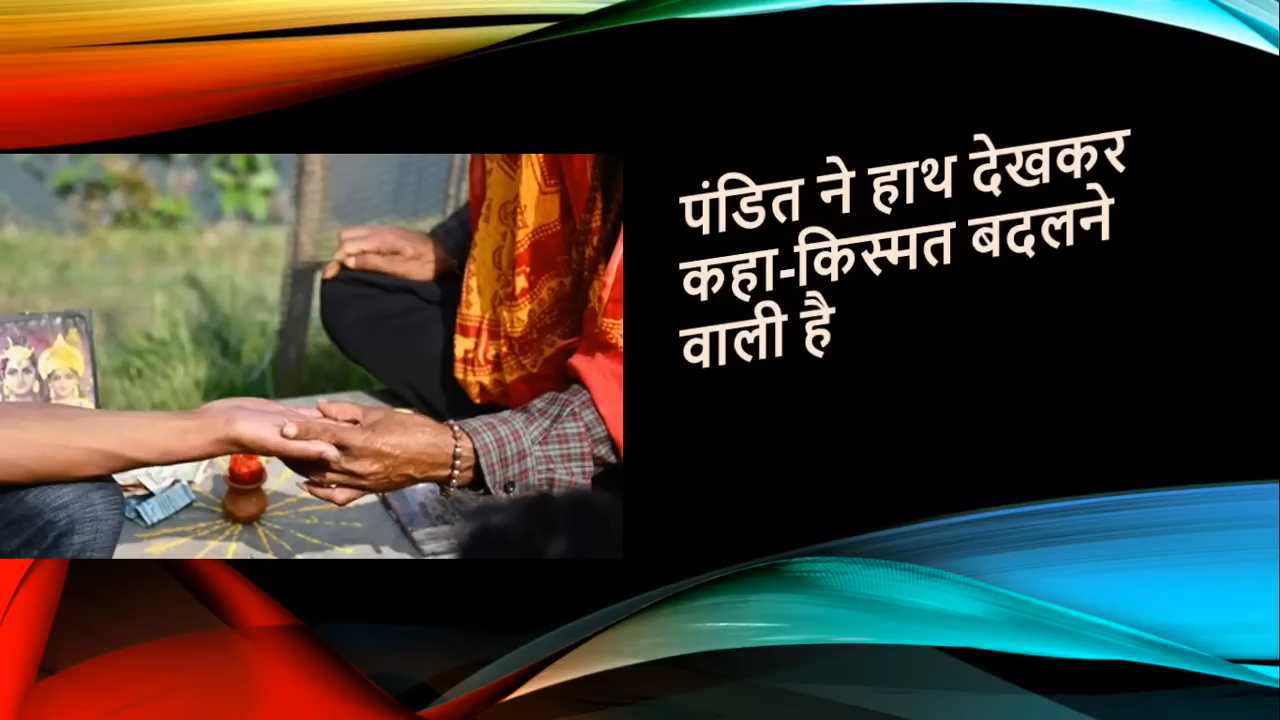 पंडित ने हाथ देखकर
कहा-किस्मत बदलने
वाली है